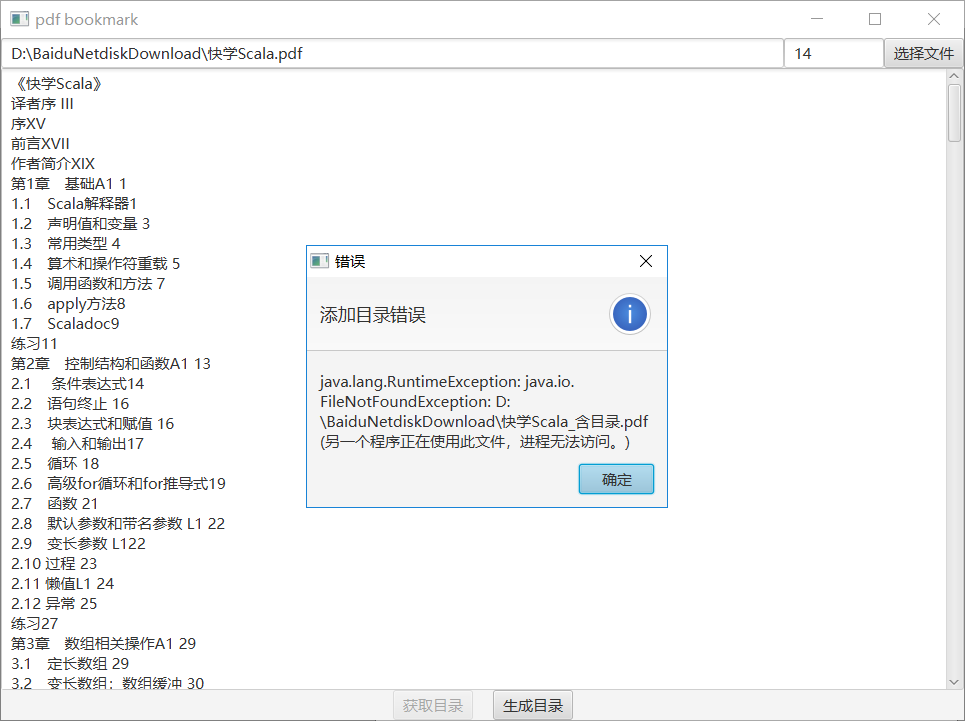 pdf bookmark
D:\BaiduNetdiskDownload\快学Scala.pdf 14 选择文件
《快学Scala》
译者序 III
序XV
前言XVII
作者简介XIX
第1章 基础A1 1
1.1 Scala解释器1
1.2 声明值和变量 3
1.3 常用类型 4
1.4 算术和操作符重载 5
1.5 调用函数和方法 7
1.6 apply方法8
1.7 Scaladoc9
练习11
第2章 控制结构和函数A1 13
2.1 条件表达式14
2.2 语句终止 16
2.3 块表达式和赋值 16
2.4 输入和输出17
2.5 循环 18
2.6 高级for循环和for推导式19
2.7 函数 21
2.8 默认参数和带名参数 L1 22
2.9 变长参数 L122
2.10 过程 23
2.11 懒值L1 24
2.12 异常 25
练习27
第3章 数组相关操作A1 29
3.1 定长数组 29
3.2 变长数组：数组缓冲 30
错误
添加目录错误
java.lang.RuntimeException: java.io.
FileNotFoundException: D:
\BaiduNetdiskDownload\快学Scala_含目录.pdf
(另一个程序正在使用此文件，进程无法访问。)
确定
获取目录 生成目录